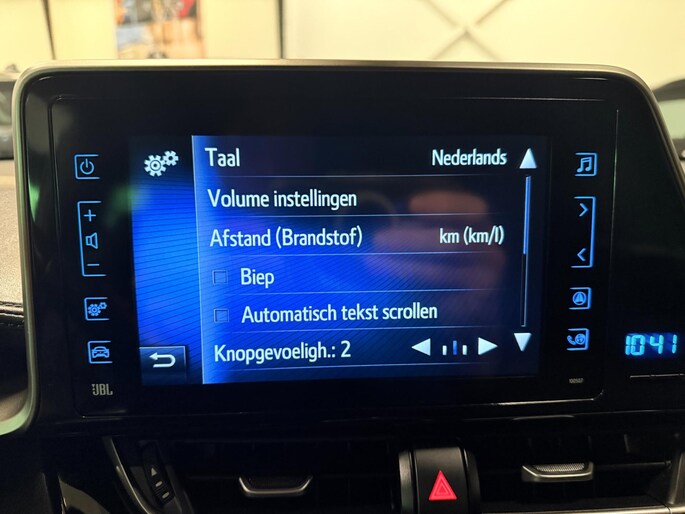 Taal Nederlands
Volume instellingen
Afstand (Brandstof) km (km/l)
Biep
Automatisch tekst scrollen
Knopgevoeligh.: 2
JBL
10:41